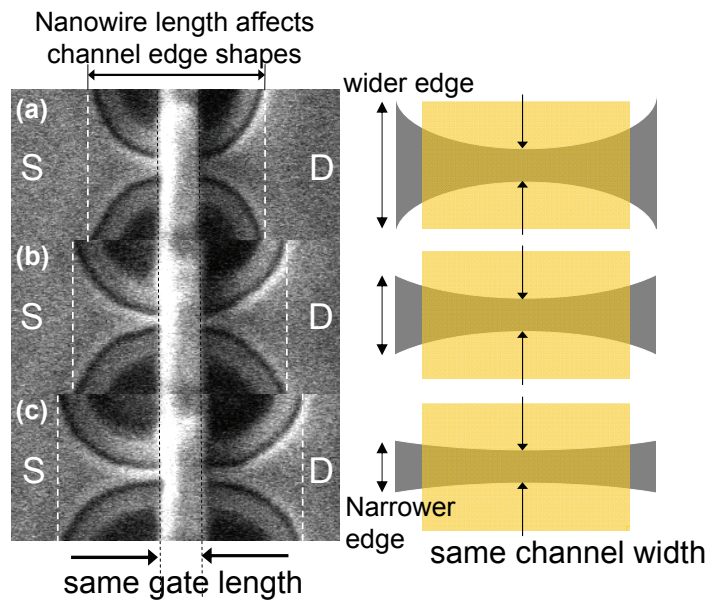 Nanowire length affects
channel edge shapes
(a)
S
D
(b)
S
D
(c)
S
D
same gate length
wider edge
Narrower
edge
same channel width